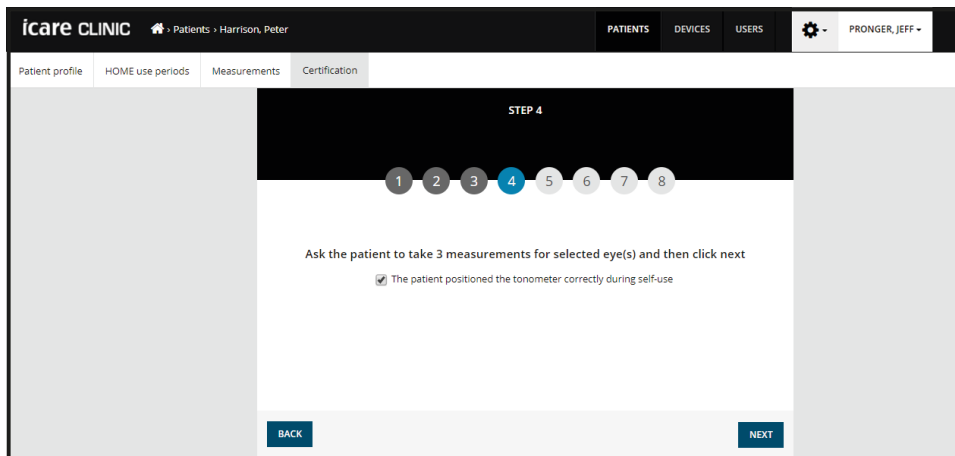 ícare CLINIC › Patients › Harrison, Peter PATIENTS DEVICES USERS PRONGER, JEFF
Patient profile HOME use periods Measurements Certification
STEP 4
1 2 3 4 5 6 7 8
Ask the patient to take 3 measurements for selected eye(s) and then click next
The patient positioned the tonometer correctly during self-use
BACK NEXT